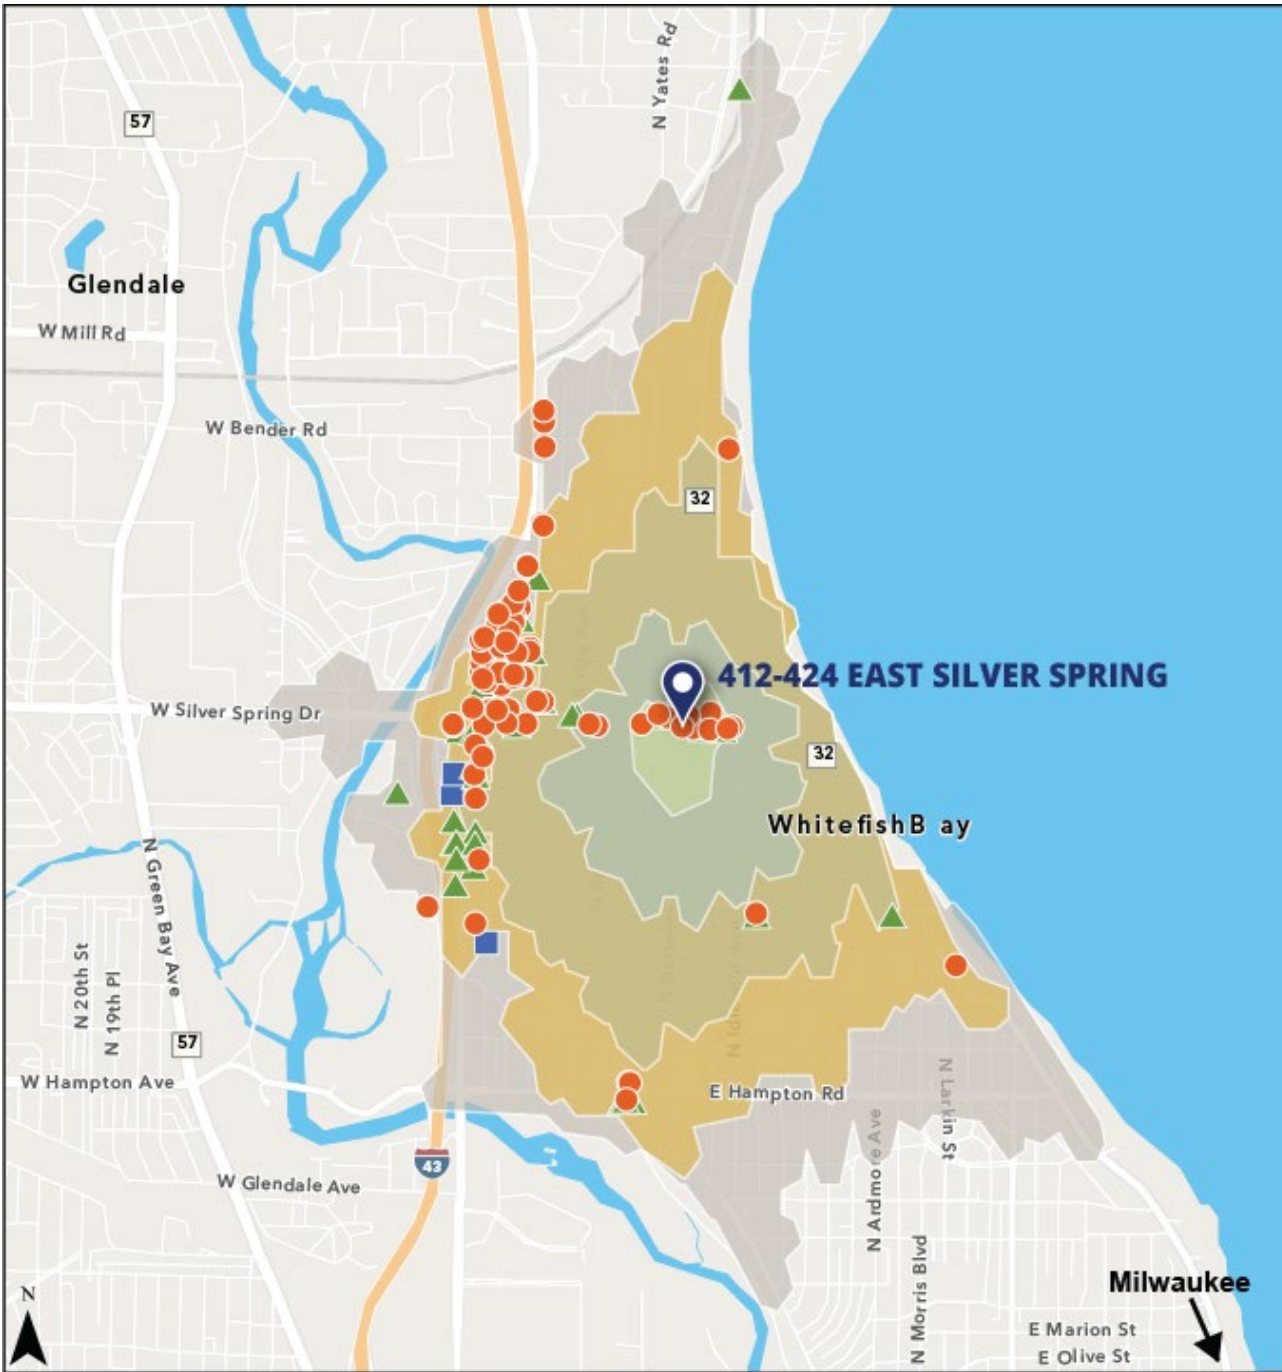 N Yates Rd
57
Glendale
W Mill Rd
W Bender Rd
32
412-424 EAST SILVER SPRING
W Silver Spring Dr
32
WhitefishB ay
N Green Bay Ave
N 20th St
N 19th Pl
57
W Hampton Ave
E Hampton Rd
N Larkin St
N Ardmore Ave
43
W Glendale Ave
N Morris Blvd
Milwaukee
N
E Marion St
E Olive St